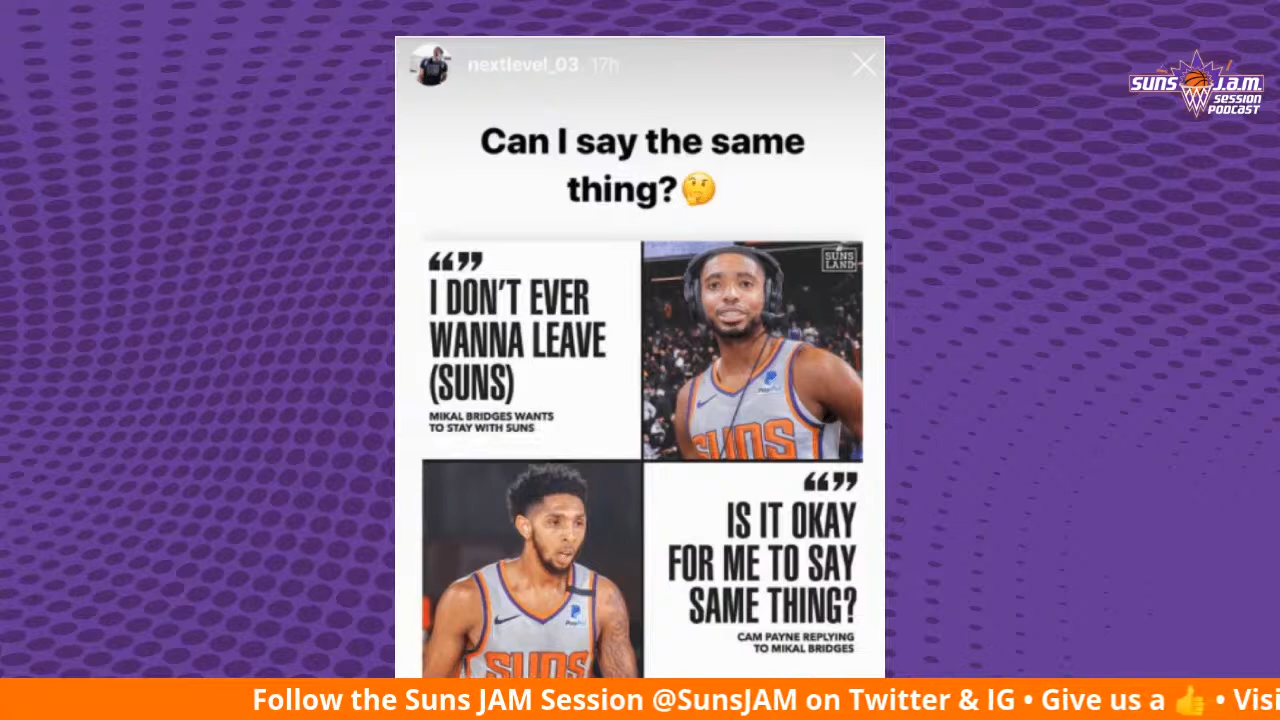 nextlevel_03 17h
SUNS J.A.M.
SESSION
PODCAST
Can I say the same
thing?🤔
“”
I DON'T EVER
WANNA LEAVE
(SUNS)
MIKAL BRIDGES WANTS
TO STAY WITH SUNS
SUNS
LAND
PayPal
SUNS
“”
IS IT OKAY
FOR ME TO SAY
SAME THING?
CAM PAYNE REPLYING
TO MIKAL BRIDGES
PayPal
SUNS
Follow the Suns JAM Session @SunsJAM on Twitter & IG • Give us a 👍 • Visi